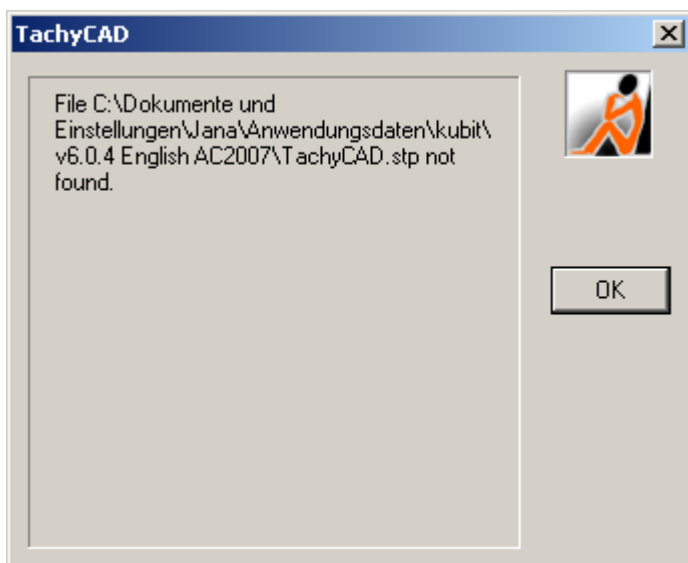 TachyCAD
File C:\Dokumente und
Einstellungen\Jana\Anwendungsdaten\kubit\
v6.0.4 English AC2007\TachyCAD.stp not
found.
OK